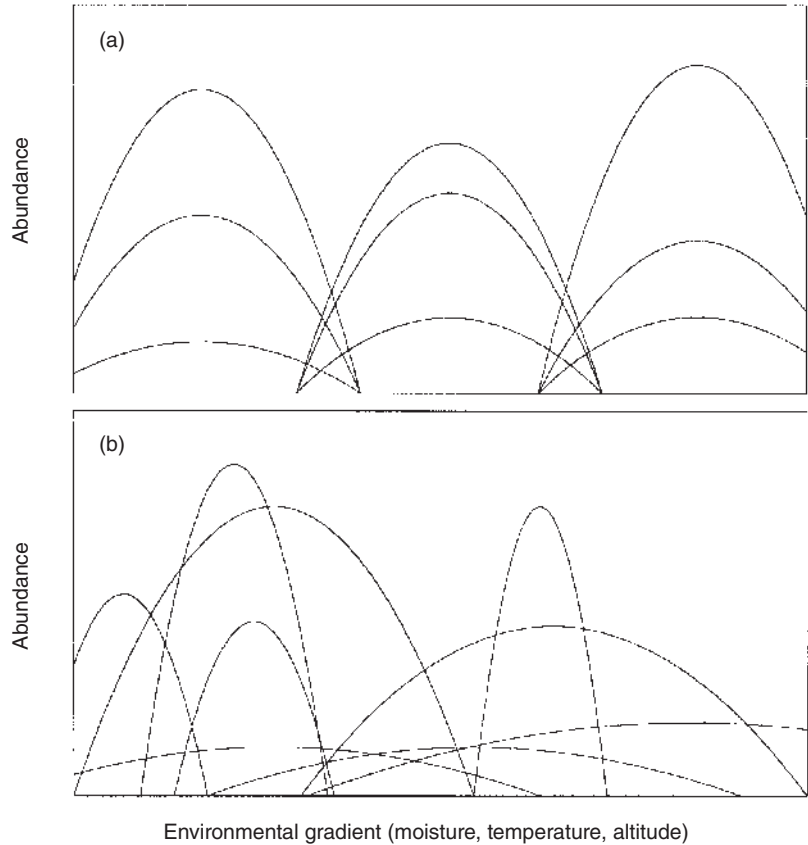 (a)
Abundance
(b)
Abundance
Environmental gradient (moisture, temperature, altitude)